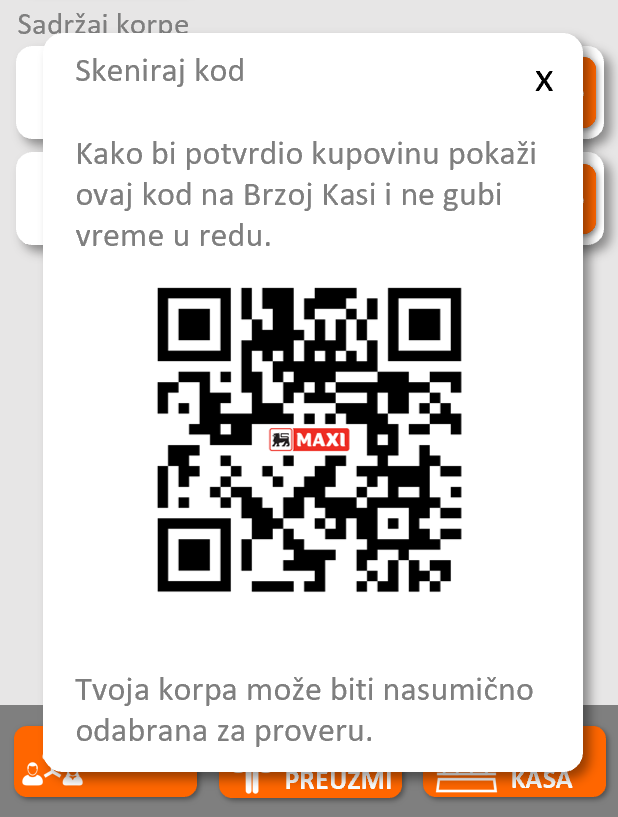 Sadržaj korpe
Skeniraj kod
X
Kako bi potvrdio kupovinu pokaži
ovaj kod na Brzoj Kasi i ne gubi
vreme u redu.
MAXI
Tvoja korpa može biti nasumično
odabrana za proveru.
PREUZMI
KASA